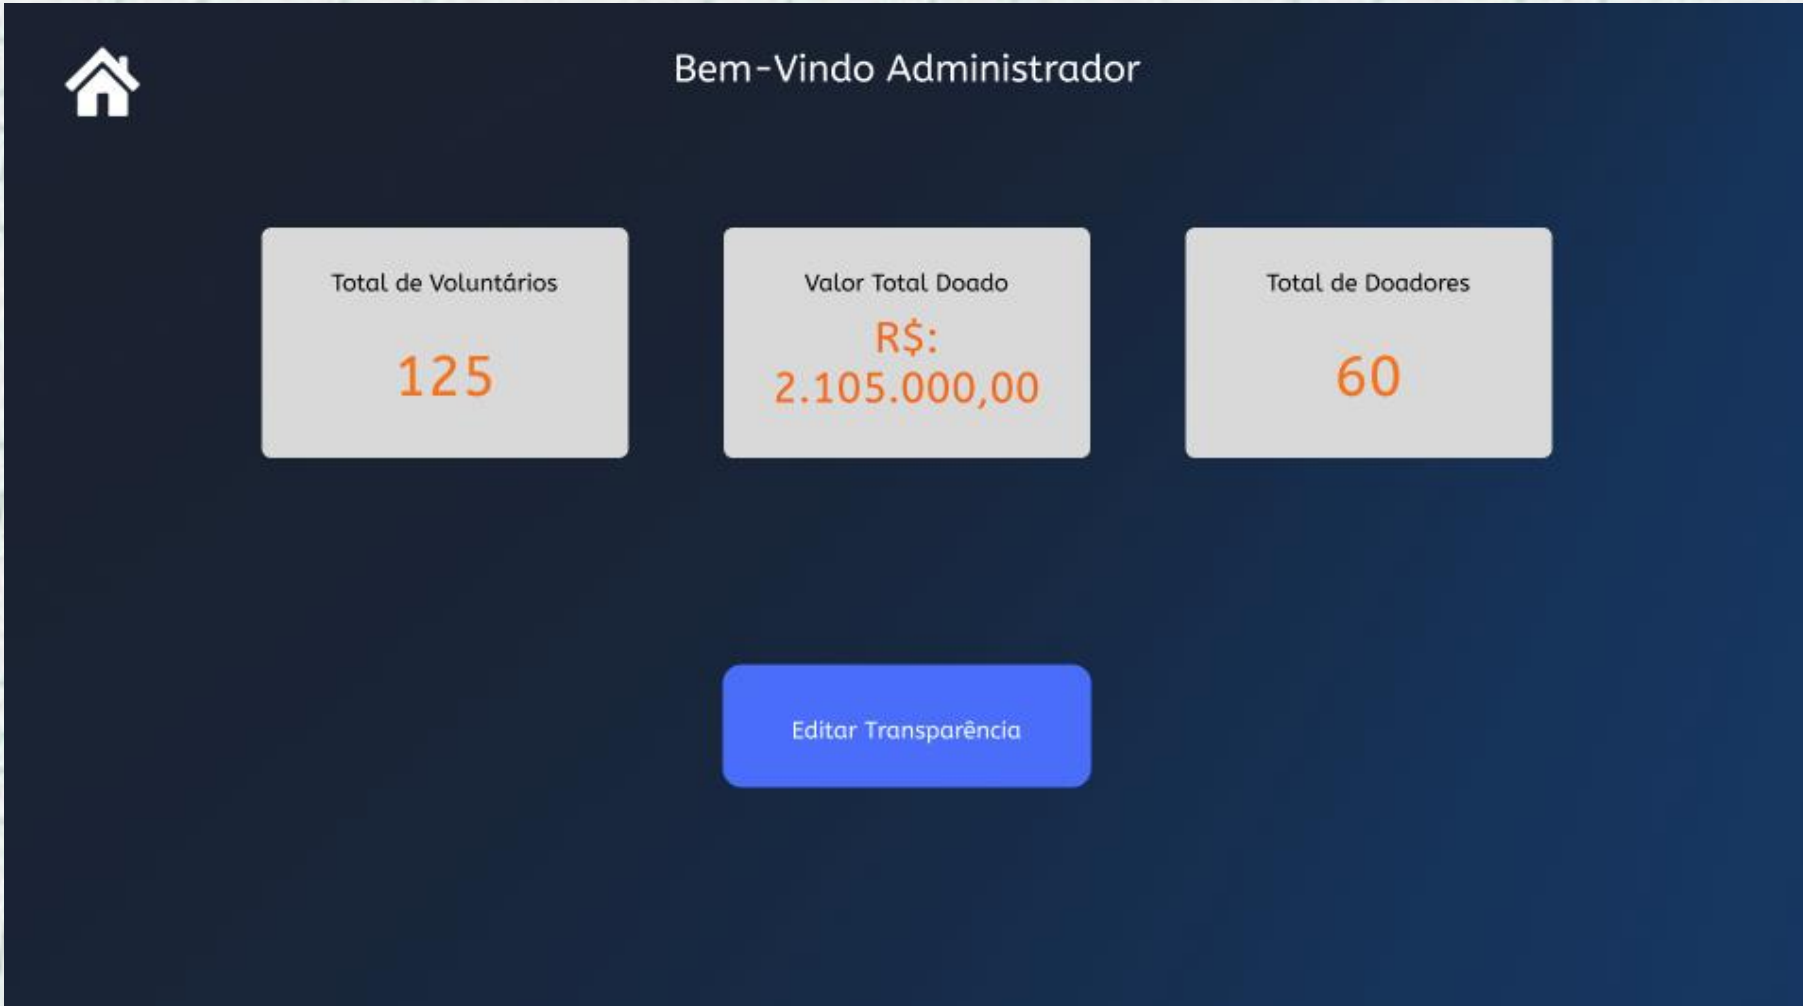 Bem-Vindo Administrador
Total de Voluntários
125
Valor Total Doado
R$:
2.105.000,00
Total de Doadores
60
Editar Transparência